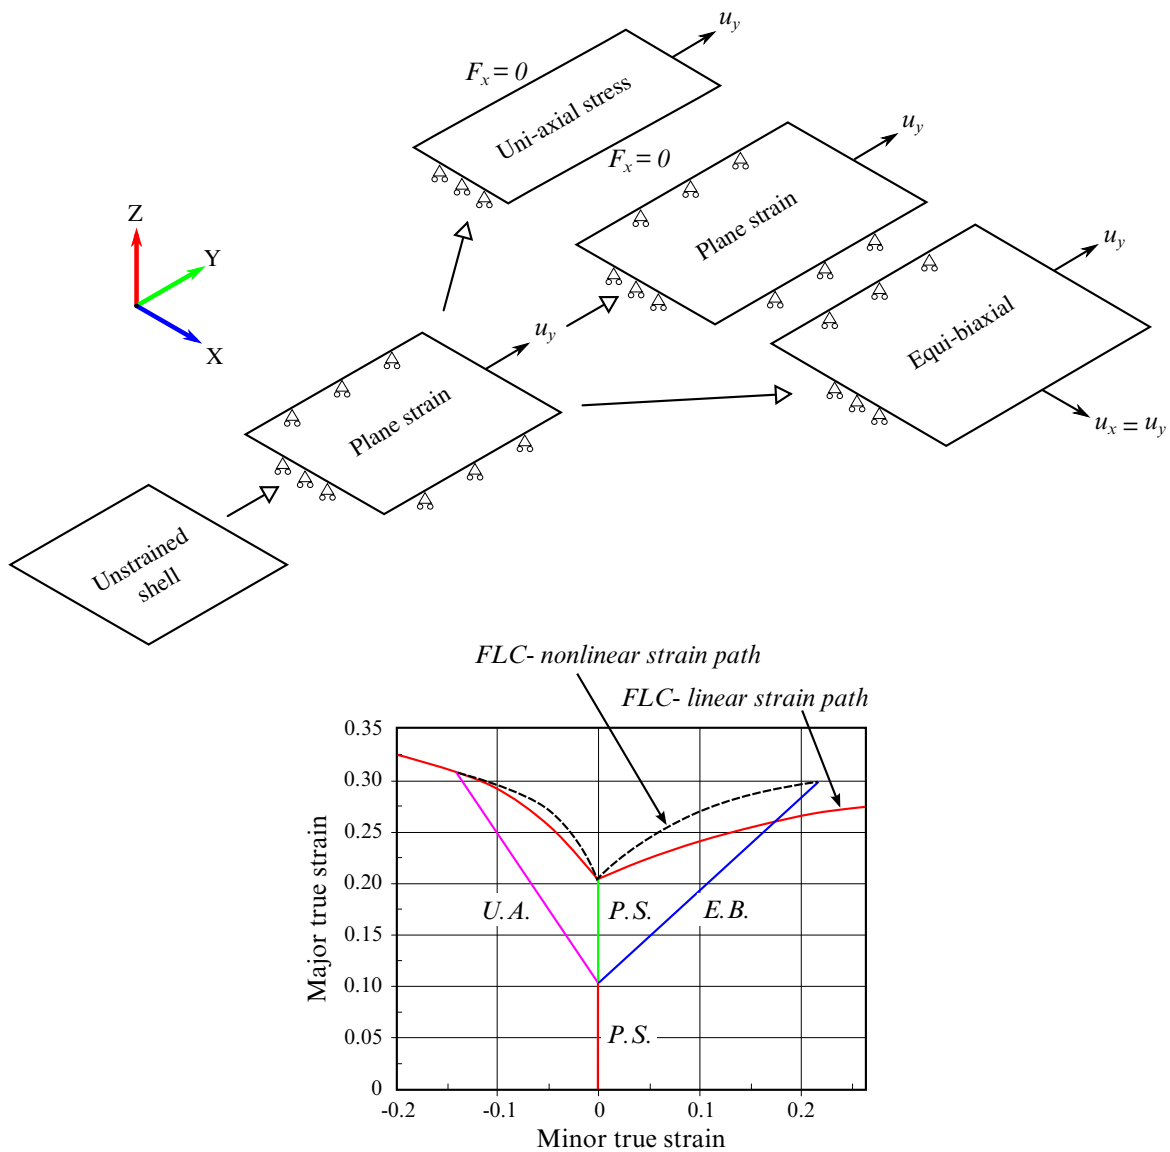 u_y
F_x = 0
Uni-axial stress
F_x = 0
u_y
Plane strain
u_y
Equi-biaxial
u_x = u_y
Z
Y
X
u_y
Plane strain
Unstrained
shell
FLC- nonlinear strain path
FLC- linear strain path
0.35
0.30
0.25
0.20
0.15
0.10
0.05
0
Major true strain
U.A.
P.S.
E.B.
P.S.
-0.2
-0.1
0
0.1
0.2
Minor true strain